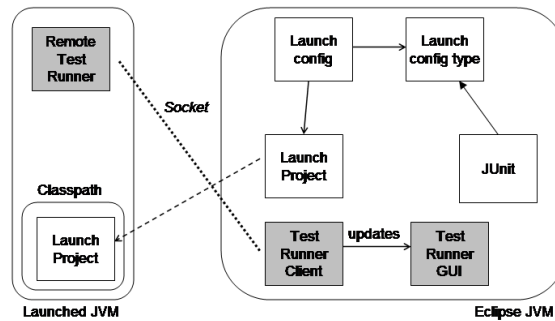 Remote
Test
Runner
Socket
Classpath
Launch
Project
Launched JVM
Launch
config
Launch
config type
Launch
Project
JUnit
Test
Runner
Client
updates
Test
Runner
GUI
Eclipse JVM